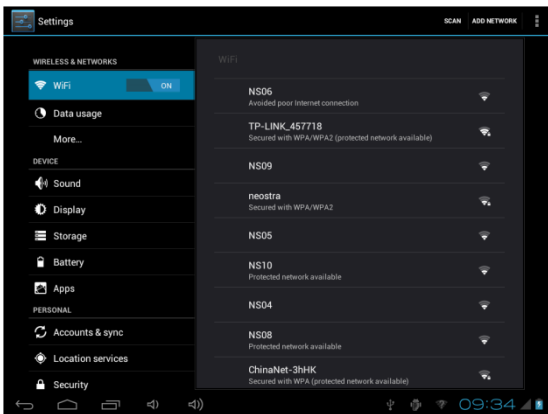 Settings
SCAN
ADD NETWORK
WIRELESS & NETWORKS
WiFi
ON
Data usage
More...
DEVICE
Sound
Display
Storage
Battery
Apps
PERSONAL
Accounts & sync
Location services
Security
WiFi
NS06
Avoided poor Internet connection
TP-LINK_457718
Secured with WPA/WPA2 (protected network available)
NS09
neostra
Secured with WPA/WPA2
NS05
NS10
Protected network available
NS04
NS08
Protected network available
ChinaNet-3hHK
Secured with WPA (protected network available)
09:34